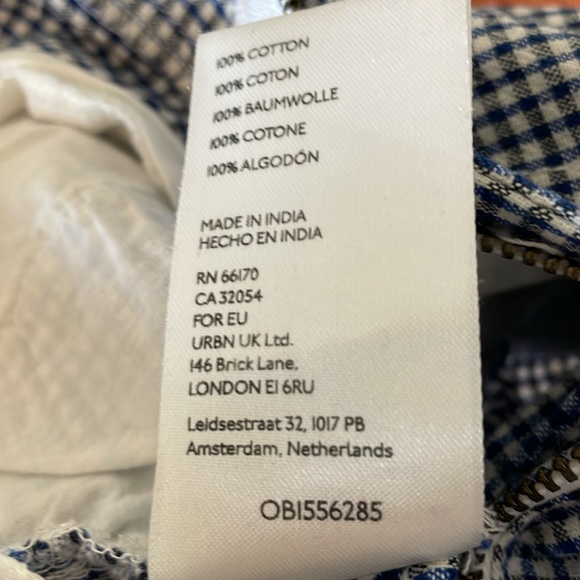 100% COTTON
100% COTON
100% BAUMWOLLE
100% COTONE
100% ALGODÓN
MADE IN INDIA
HECHO EN INDIA
RN 66170
CA 32054
FOR EU
URBN UK Ltd.
146 Brick Lane,
LONDON E1 6RU
Leidsestraat 32, 1017 PB
Amsterdam, Netherlands
OB1556285